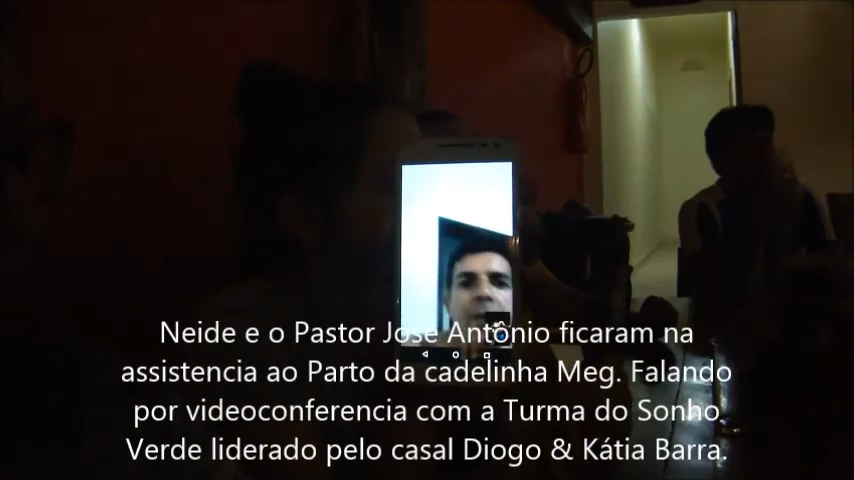 Neide e o Pastor José Antônio ficaram na
assistencia ao Parto da cadelinha Meg. Falando
por videoconferencia com a Turma do Sonho
Verde liderado pelo casal Diogo & Kátia Barra.